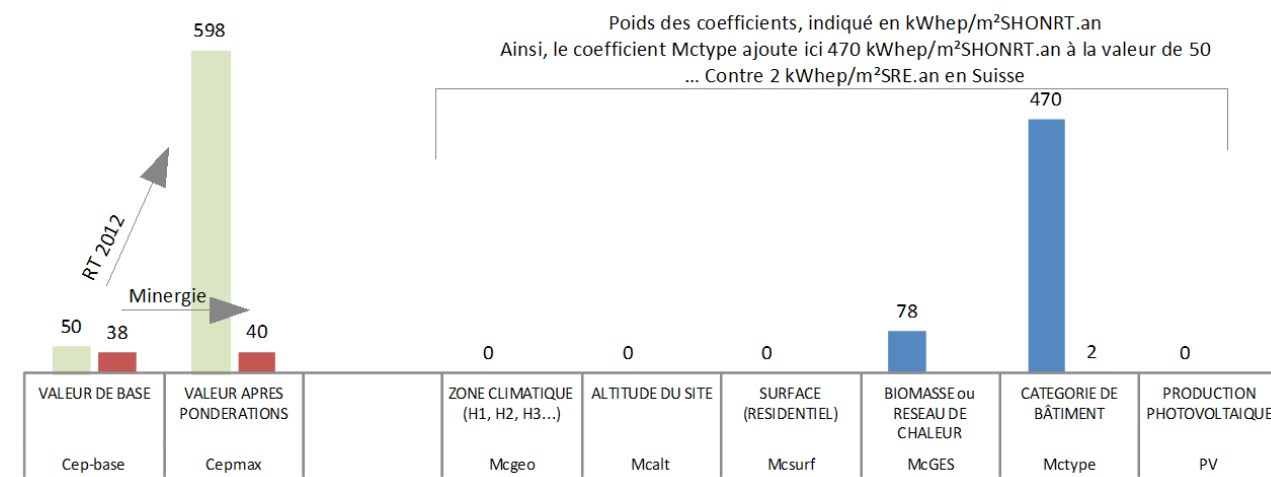 598
Poids des coefficients, indiqué en kWhep/m²SHONRT.an
Ainsi, le coefficient Mctype ajoute ici 470 kWhep/m²SHONRT.an à la valeur de 50
... Contre 2 kWhep/m²SRE.an en Suisse
470
RT 2012
Minergie
50
38
40
0
0
0
78
2
0
VALEUR DE BASE
VALEUR APRES
PONDERATIONS
ZONE CLIMATIQUE
(H1, H2, H3...)
ALTITUDE DU SITE
SURFACE
(RESIDENTIEL)
BIOMASSE ou
RESEAU DE
CHALEUR
CATEGORIE DE
BÂTIMENT
PRODUCTION
PHOTOVOLTAIQUE
Cep-base
Cepmax
Mcgeo
Mcalt
Mcsurf
McGES
Mctype
PV